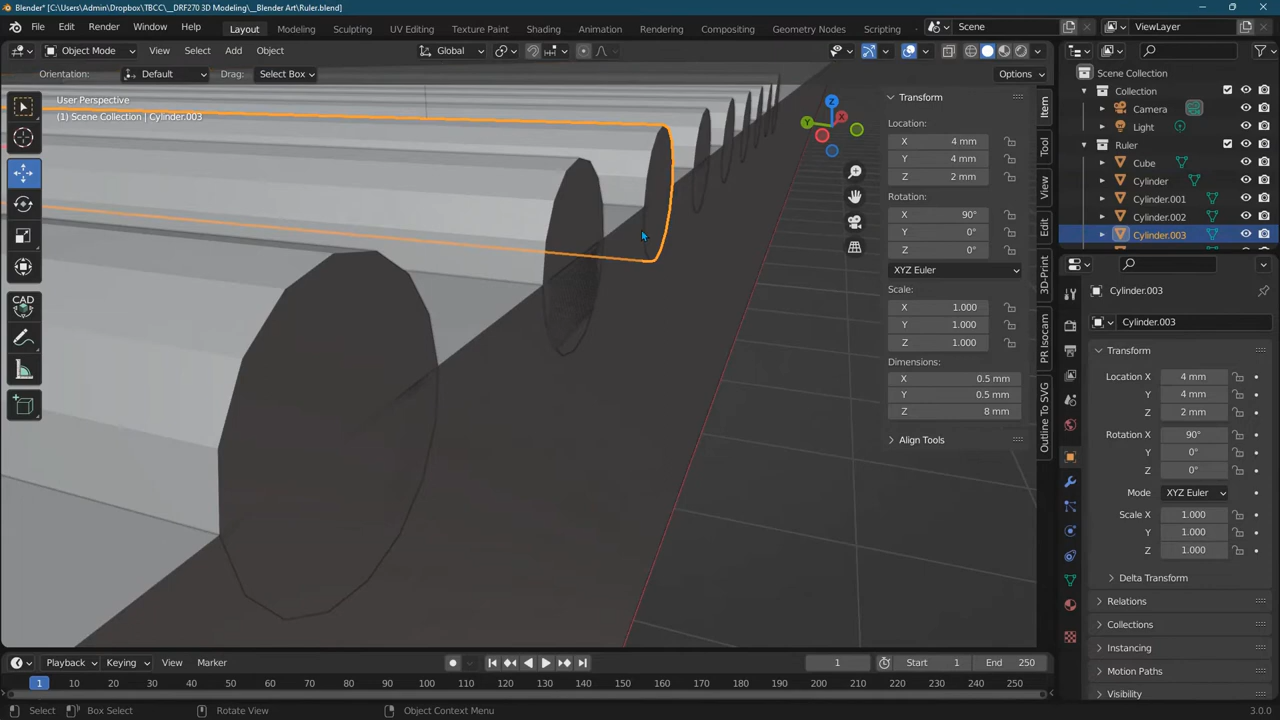 Blender* [C:\Users\Admin\Dropbox\TBCC\__DRF270 3D Modeling\__Blender Art\Ruler.blend]
File Edit Render Window Help Layout Modeling Sculpting UV Editing Texture Paint Shading Animation Rendering Compositing Geometry Nodes Scripting Scene ViewLayer
Object Mode View Select Add Object Global
Orientation: Default Drag: Select Box Options
User Perspective
(1) Scene Collection | Cylinder.003
Transform
Location:
X 4 mm
Y 4 mm
Z 2 mm
Rotation:
X 90°
Y 0°
Z 0°
XYZ Euler
Scale:
X 1.000
Y 1.000
Z 1.000
Dimensions:
X 0.5 mm
Y 0.5 mm
Z 8 mm
Align Tools
Item
Tool
View
Edit
3D-Print
PR Isocam
Outline To SVG
CAD
Z
Y
X
Scene Collection
Collection
Camera
Light
Ruler
Cube
Cylinder
Cylinder.001
Cylinder.002
Cylinder.003
Cylinder.003
Cylinder.003
Transform
Location X 4 mm
Y 4 mm
Z 2 mm
Rotation X 90°
Y 0°
Z 0°
Mode XYZ Euler
Scale X 1.000
Y 1.000
Z 1.000
Delta Transform
Relations
Collections
Instancing
Motion Paths
Visibility
Playback Keying View Marker 1 Start 1 End 250
1 10 20 30 40 50 60 70 80 90 100 110 120 130 140 150 160 170 180 190 200 210 220 230 240 250
Select Box Select Rotate View Object Context Menu 3.0.0